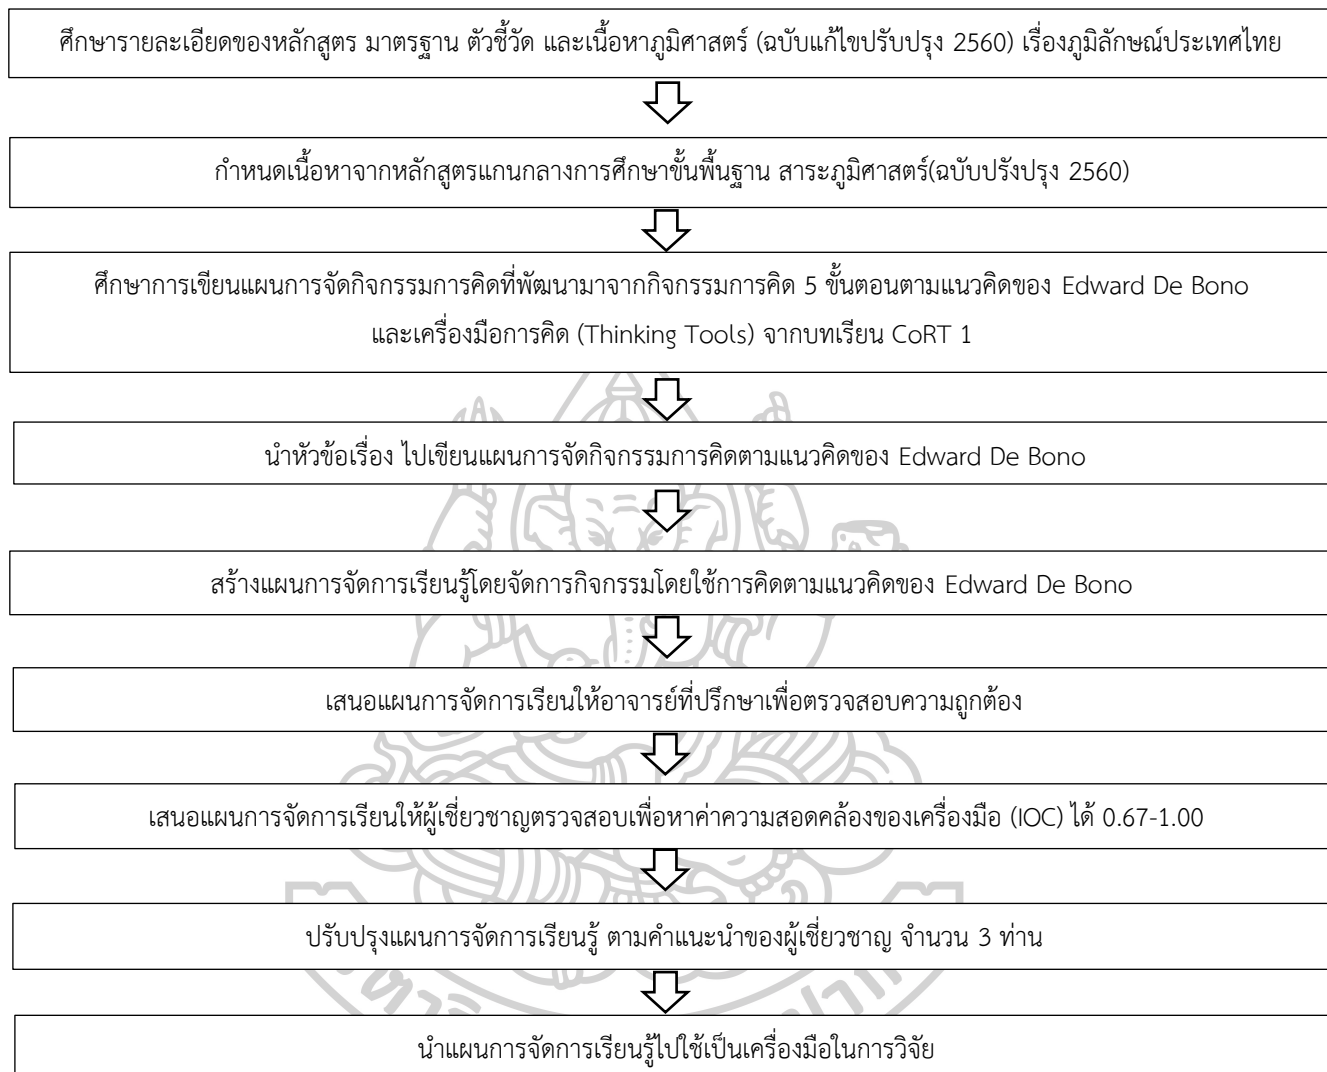 ศึกษารายละเอียดของหลักสูตร มาตรฐาน ตัวชี้วัด และเนื้อหาภูมิศาสตร์ (ฉบับแก้ไขปรับปรุง 2560) เรื่องภูมิลักษณ์ประเทศไทย
กำหนดเนื้อหาจากหลักสูตรแกนกลางการศึกษาขั้นพื้นฐาน สาระภูมิศาสตร์(ฉบับปรังปรุง 2560)
ศึกษาการเขียนแผนการจัดกิจกรรมการคิดที่พัฒนามาจากกิจกรรมการคิด 5 ขั้นตอนตามแนวคิดของ Edward De Bono
และเครื่องมือการคิด (Thinking Tools) จากบทเรียน CoRT 1
นำหัวข้อเรื่อง ไปเขียนแผนการจัดกิจกรรมการคิดตามแนวคิดของ Edward De Bono
สร้างแผนการจัดการเรียนรู้โดยจัดการกิจกรรมโดยใช้การคิดตามแนวคิดของ Edward De Bono
เสนอแผนการจัดการเรียนให้อาจารย์ที่ปรึกษาเพื่อตรวจสอบความถูกต้อง
เสนอแผนการจัดการเรียนให้ผู้เชี่ยวชาญตรวจสอบเพื่อหาค่าความสอดคล้องของเครื่องมือ (IOC) ได้ 0.67-1.00
ปรับปรุงแผนการจัดการเรียนรู้ ตามคำแนะนำของผู้เชี่ยวชาญ จำนวน 3 ท่าน
นำแผนการจัดการเรียนรู้ไปใช้เป็นเครื่องมือในการวิจัย